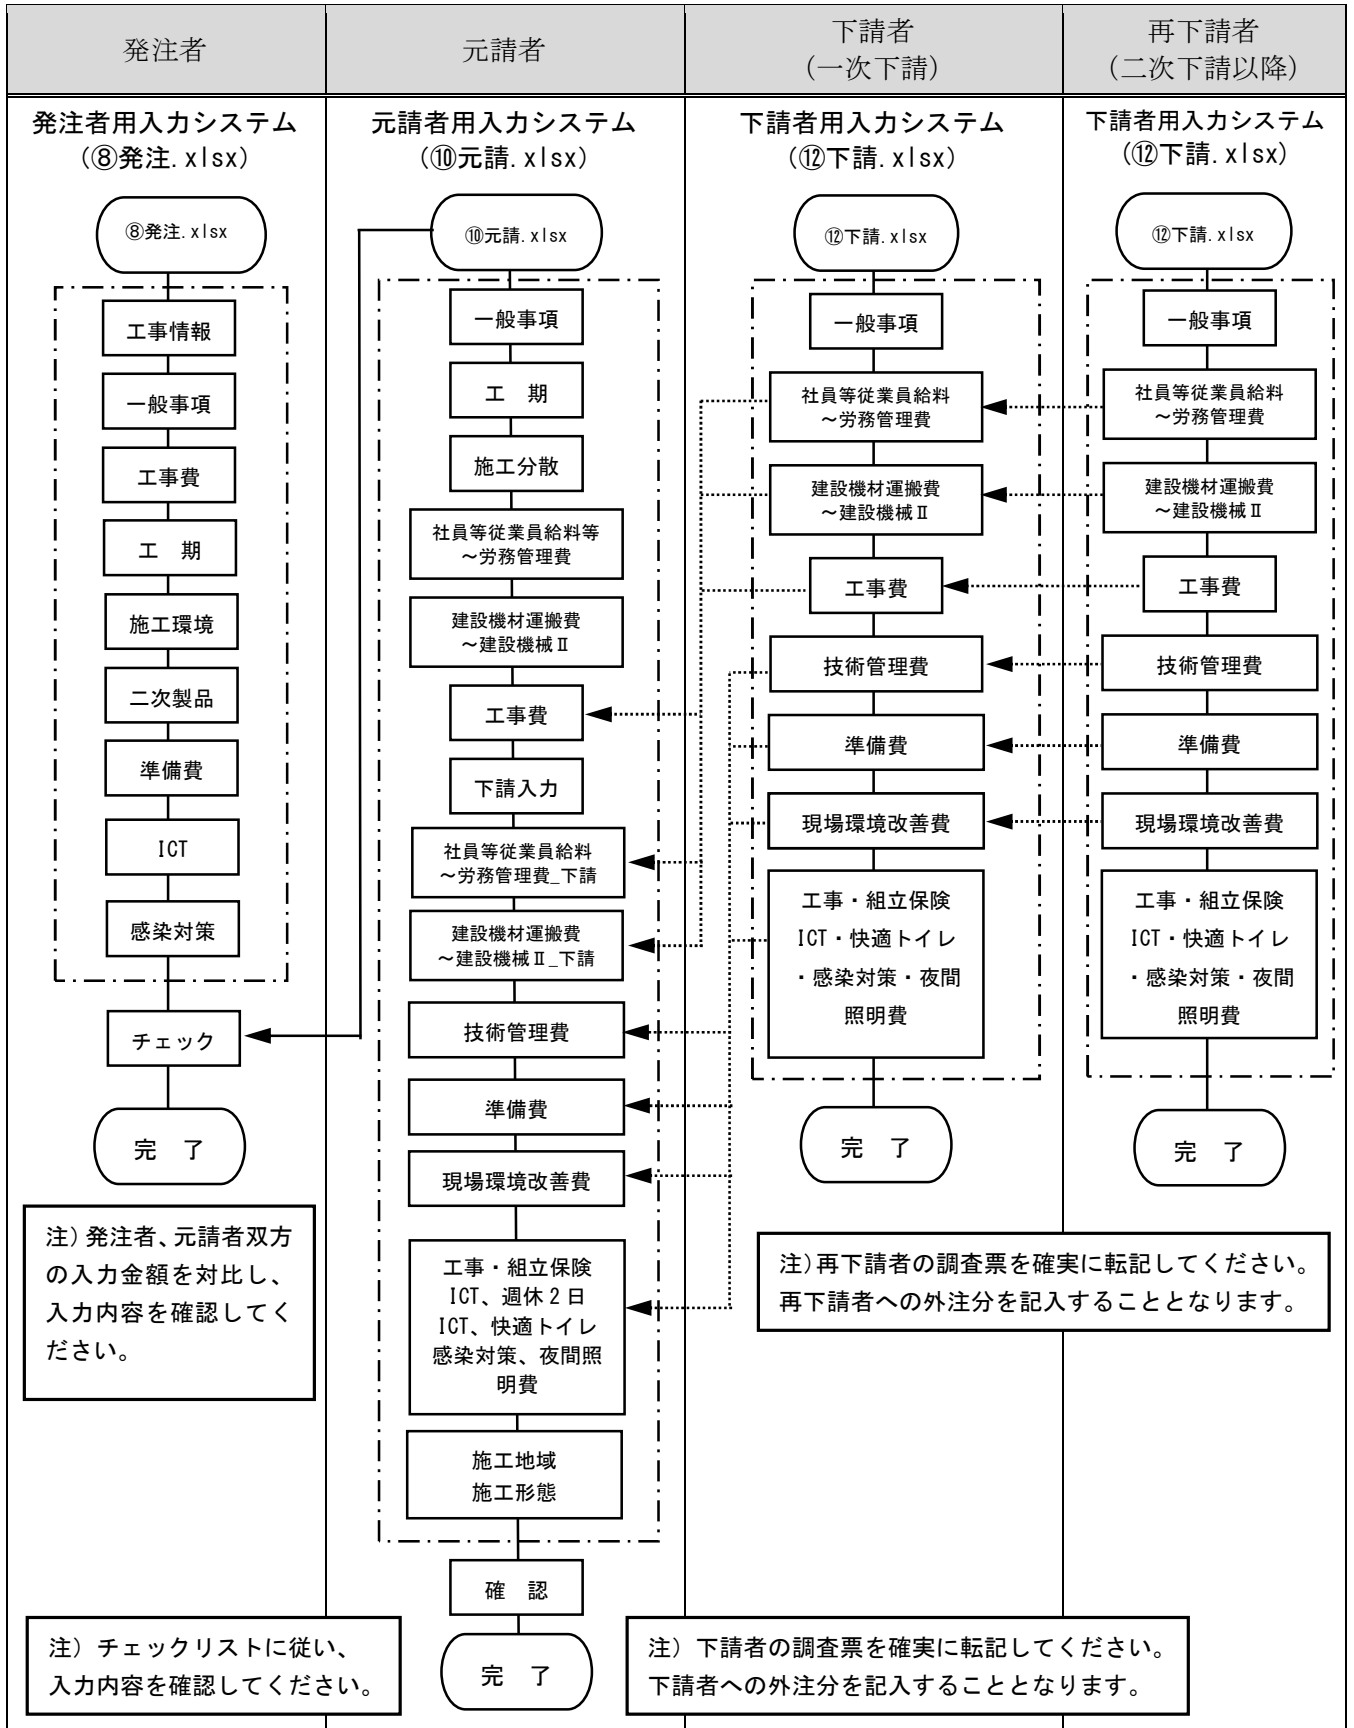 発注者
元請者
下請者
（一次下請）
再下請者
（二次下請以降）
発注者用入力システム
（⑧発注.xlsx）
⑧発注.xlsx
工事情報
一般事項
工事費
工　期
施工環境
二次製品
準備費
ICT
感染対策
チェック
完　了
注）発注者、元請者双方
の入力金額を対比し、
入力内容を確認してく
ださい。
元請者用入力システム
（⑩元請.xlsx）
⑩元請.xlsx
一般事項
工　期
施工分散
社員等従業員給料等
～労務管理費
建設機材運搬費
～建設機械Ⅱ
工事費
下請入力
社員等従業員給料
～労務管理費_下請
建設機材運搬費
～建設機械Ⅱ_下請
技術管理費
準備費
現場環境改善費
工事・組立保険
ICT、週休２日
ICT、快適トイレ
感染対策、夜間照
明費
施工地域
施工形態
確　認
完　了
注）チェックリストに従い、
入力内容を確認してください。
下請者用入力システム
（⑫下請.xlsx）
⑫下請.xlsx
一般事項
社員等従業員給料
～労務管理費
建設機材運搬費
～建設機械Ⅱ
工事費
技術管理費
準備費
現場環境改善費
工事・組立保険
ICT・快適トイレ
・感染対策・夜間
照明費
完　了
下請者用入力システム
（⑫下請.xlsx）
⑫下請.xlsx
一般事項
社員等従業員給料
～労務管理費
建設機材運搬費
～建設機械Ⅱ
工事費
技術管理費
準備費
現場環境改善費
工事・組立保険
ICT・快適トイレ
・感染対策・夜間
照明費
完　了
注）再下請者の調査票を確実に転記してください。
再下請者への外注分を記入することとなります。
注）下請者の調査票を確実に転記してください。
下請者への外注分を記入することとなります。